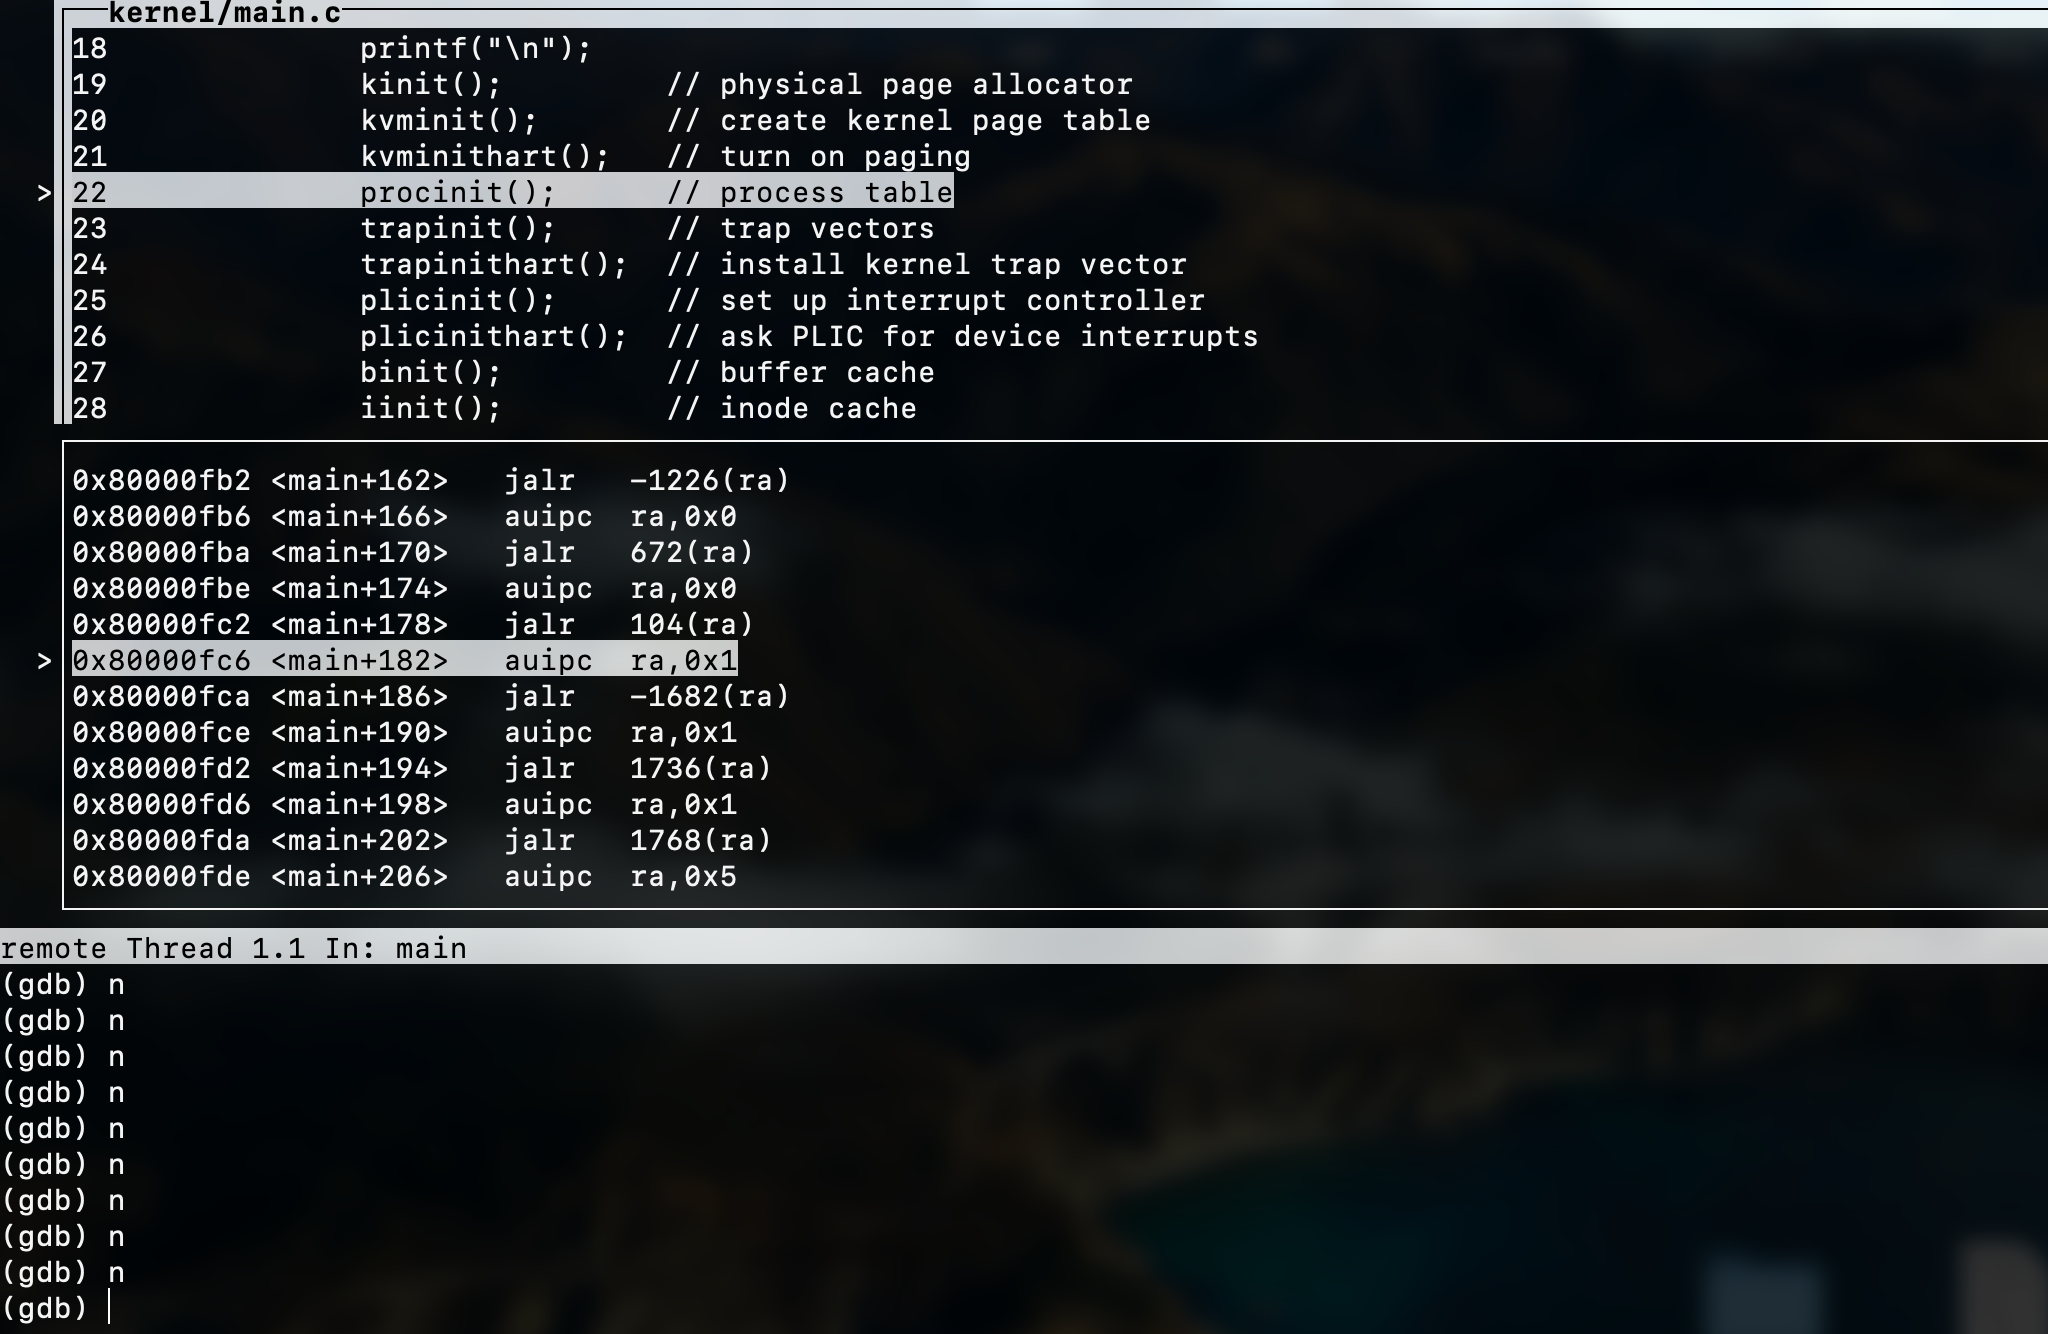 kernel/main.c
18              printf("\n");
19              kinit();         // physical page allocator
20              kvminit();       // create kernel page table
21              kvminithart();   // turn on paging
> 22              procinit();      // process table
23              trapinit();      // trap vectors
24              trapinithart();  // install kernel trap vector
25              plicinit();      // set up interrupt controller
26              plicinithart();  // ask PLIC for device interrupts
27              binit();         // buffer cache
28              iinit();         // inode cache
0x80000fb2 <main+162>   jalr   -1226(ra)
0x80000fb6 <main+166>   auipc  ra,0x0
0x80000fba <main+170>   jalr   672(ra)
0x80000fbe <main+174>   auipc  ra,0x0
0x80000fc2 <main+178>   jalr   104(ra)
> 0x80000fc6 <main+182>   auipc  ra,0x1
0x80000fca <main+186>   jalr   -1682(ra)
0x80000fce <main+190>   auipc  ra,0x1
0x80000fd2 <main+194>   jalr   1736(ra)
0x80000fd6 <main+198>   auipc  ra,0x1
0x80000fda <main+202>   jalr   1768(ra)
0x80000fde <main+206>   auipc  ra,0x5
remote Thread 1.1 In: main
(gdb) n
(gdb) n
(gdb) n
(gdb) n
(gdb) n
(gdb) n
(gdb) n
(gdb) n
(gdb) n
(gdb)